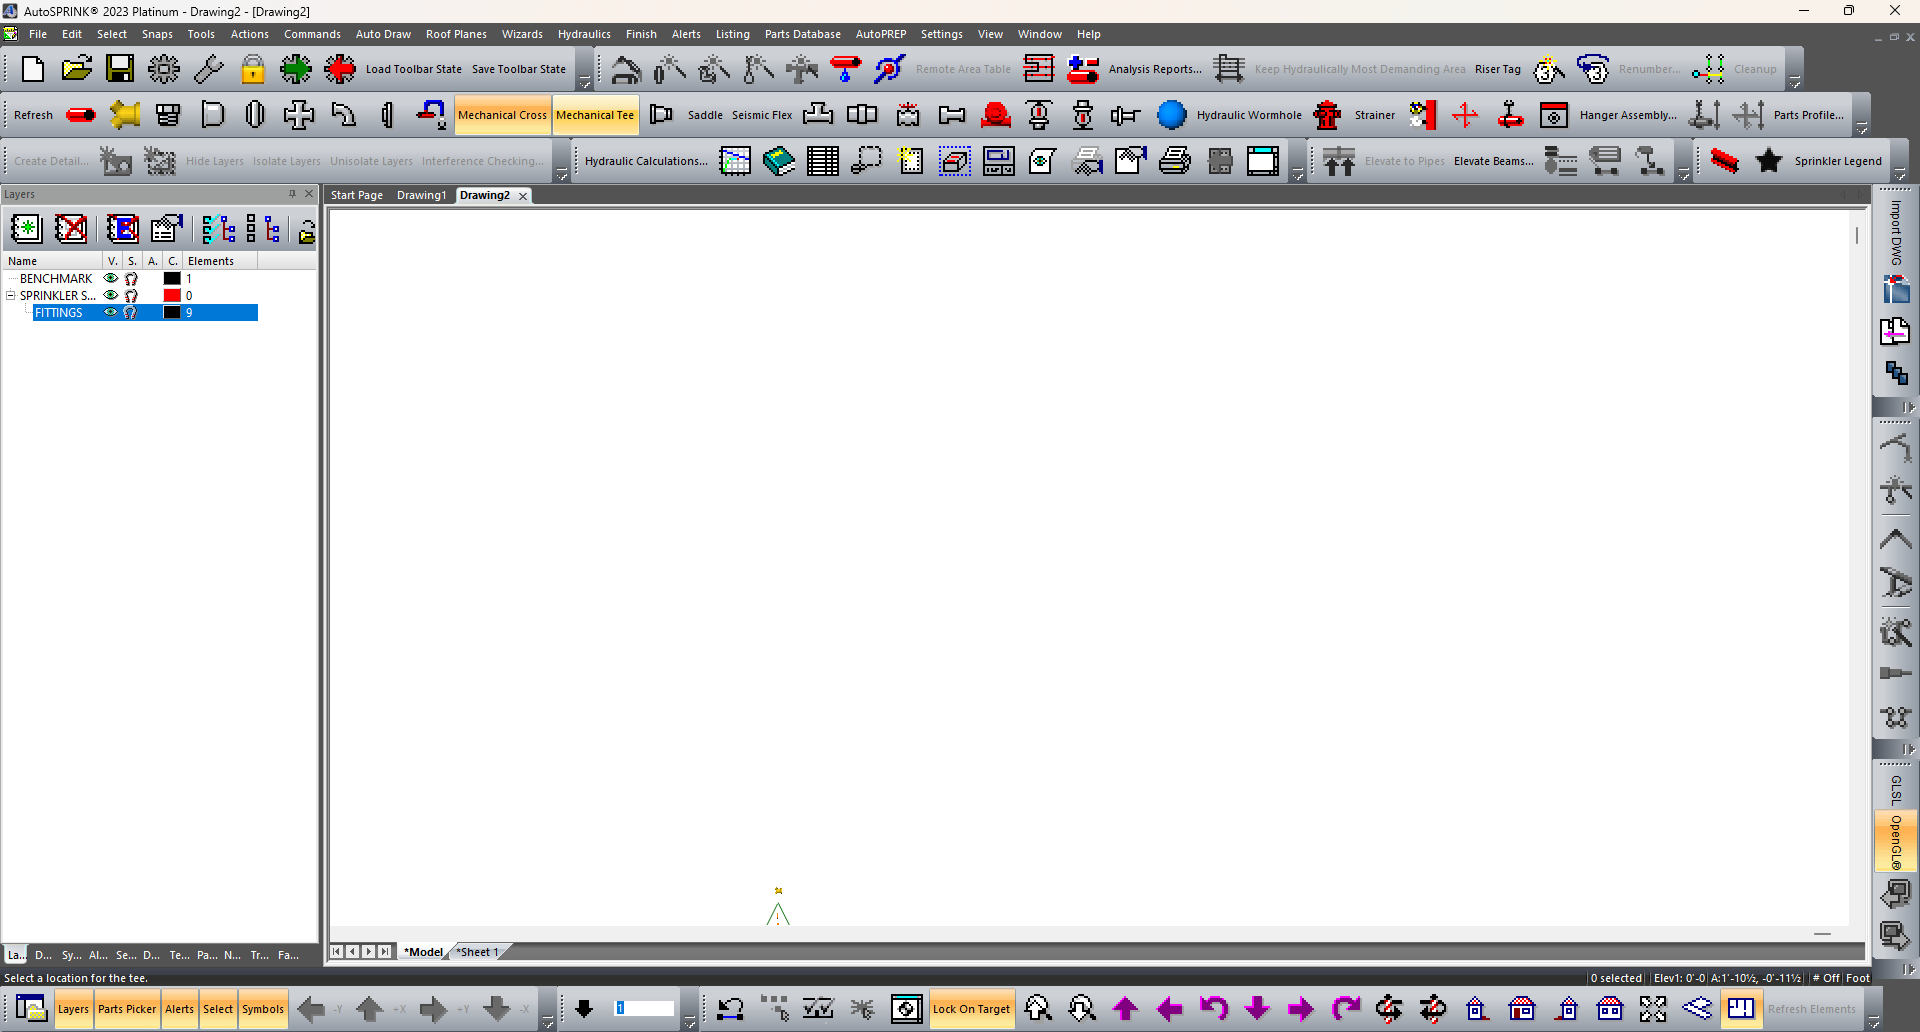 AutoSPRINK® 2023 Platinum - Drawing2 - [Drawing2]
File Edit Select Snaps Tools Actions Commands Auto Draw Roof Planes Wizards Hydraulics Finish Alerts Listing Parts Database AutoPREP Settings View Window Help
Load Toolbar State Save Toolbar State Remote Area Table Analysis Reports... Keep Hydraulically Most Demanding Area Riser Tag Renumber... Cleanup
Refresh Mechanical Cross Mechanical Tee Saddle Seismic Flex Hydraulic Wormhole Strainer Hanger Assembly... Parts Profile...
Create Detail... Hide Layers Isolate Layers Unisolate Layers Interference Checking... Hydraulic Calculations... Elevate to Pipes Elevate Beams... Sprinkler Legend
Layers
Start Page Drawing1 Drawing2
Name V. S. A. C. Elements
BENCHMARK 1
SPRINKLER S... 0
FITTINGS 9
Import DWG
GLSL
OpenGL®
La... D... Sy... Al... Se... D... Te... Pa... N... Tr... Fa...
*Model *Sheet 1
Select a location for the tee.
0 selected Elev1: 0'-0 A:1'-10½, -0'-11½ # Off Foot
Layers Parts Picker Alerts Select Symbols -Y +X +Y -X 1 Lock On Target Refresh Elements